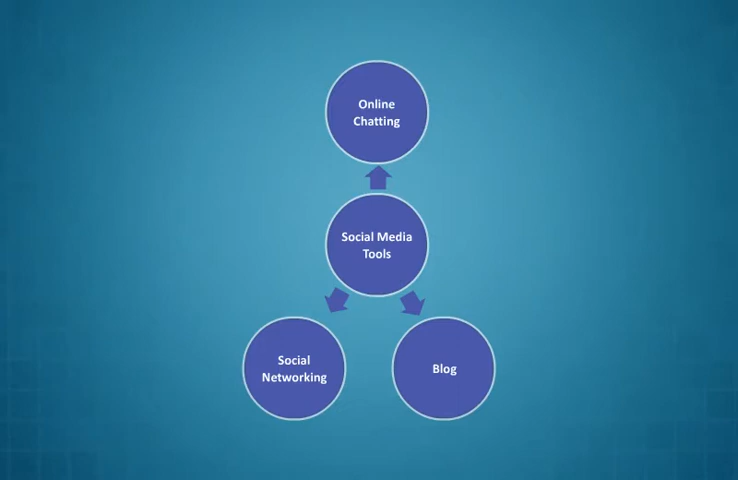 Online
Chatting
Social Media
Tools
Social
Networking
Blog